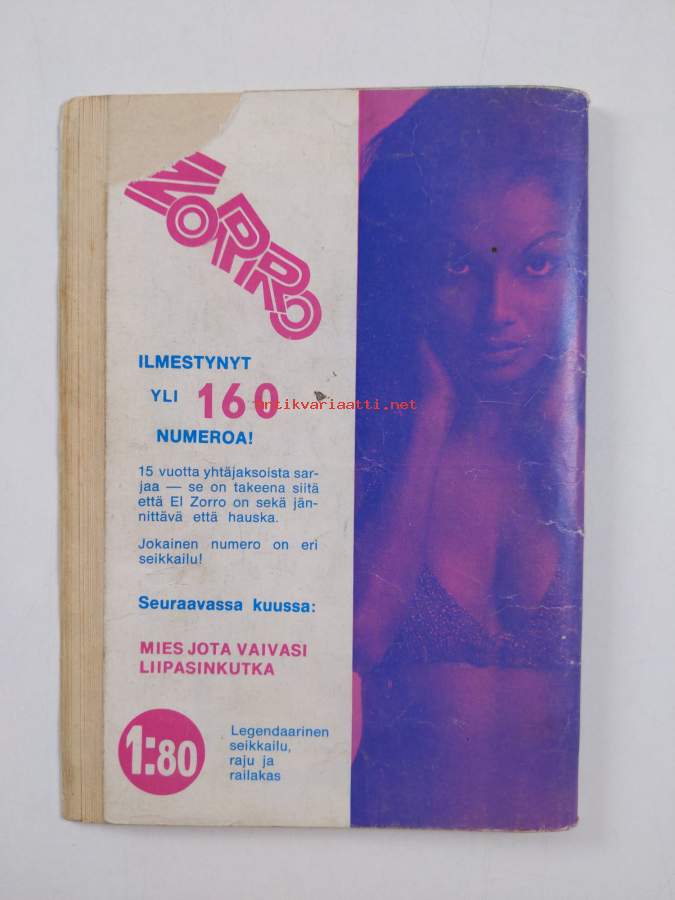 ZORRO
ILMESTYNYT
YLI 160
antikvariaatti.net
NUMEROA!
15 vuotta yhtäjaksoista sar-
jaa — se on takeena siitä
että El Zorro on sekä jän-
nittävä että hauska.
Jokainen numero on eri
seikkailu!
Seuraavassa kuussa:
MIES JOTA VAIVASI
LIIPASINKUTKA
1:80
Legendaarinen
seikkailu,
raju ja
railakas